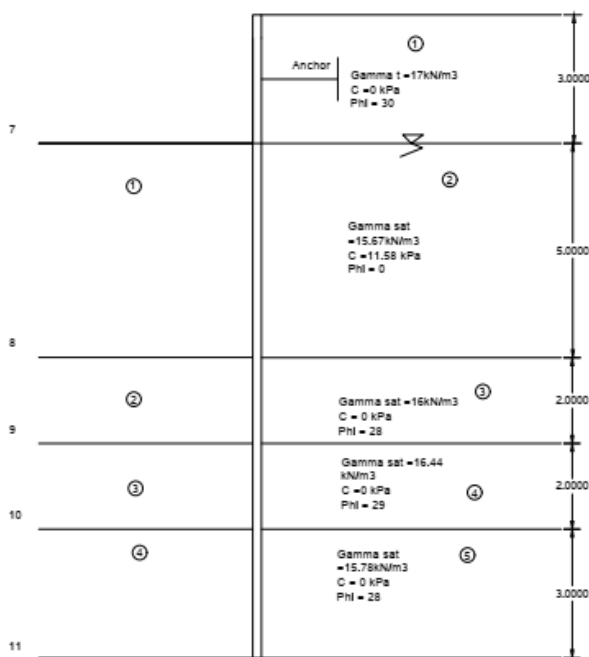 ①
Anchor
Gamma t =17kN/m3
C =0 kPa
Phi = 30
3.0000
7
①
②
Gamma sat
=15.67kN/m3
C =11.58 kPa
Phi = 0
5.0000
8
②
③
Gamma sat =16kN/m3
C = 0 kPa
Phi = 28
2.0000
9
Gamma sat =16.44
kN/m3
C =0 kPa
Phi = 29
③
④
2.0000
10
④
⑤
Gamma sat
=15.78kN/m3
C = 0 kPa
Phi = 28
3.0000
11